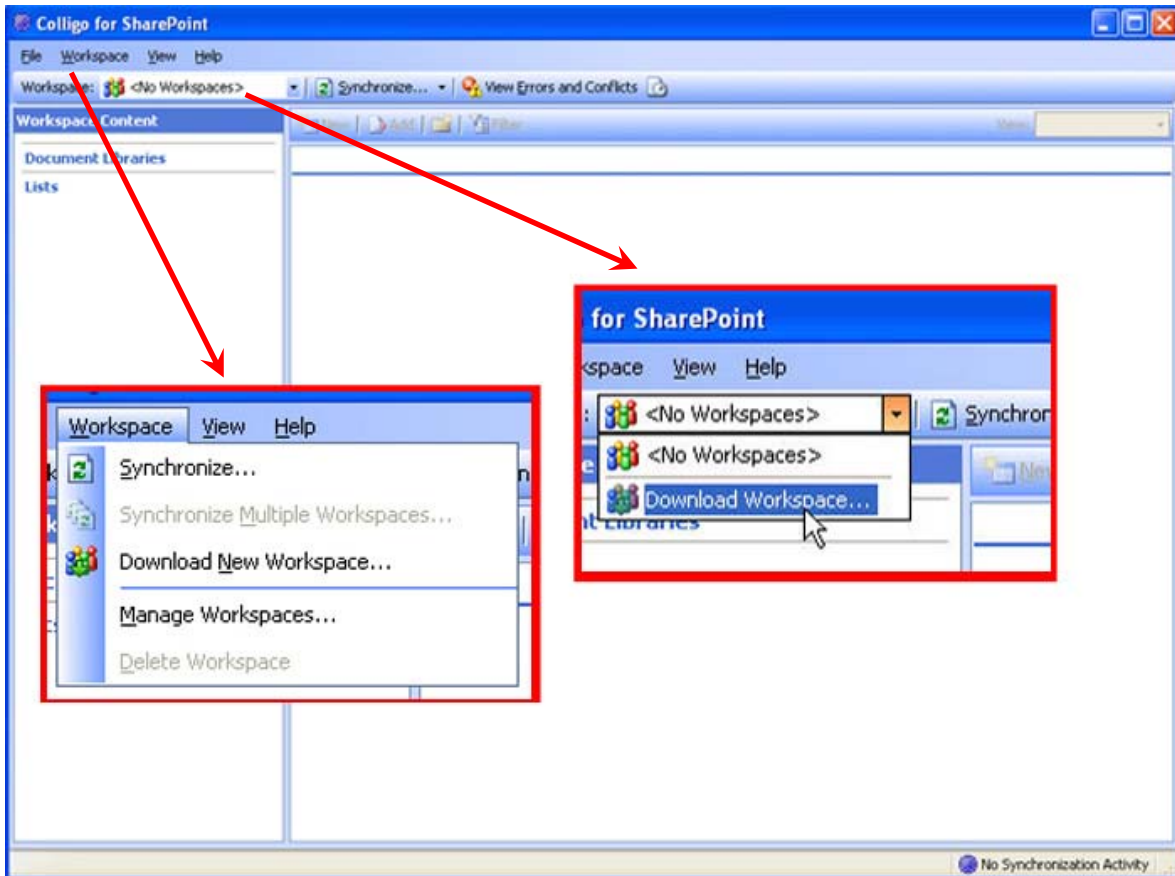 Colligo for SharePoint
File Workspace View Help
Workspace: <No Workspaces> Synchronize... View Errors and Conflicts
Workspace Content
New Add Filter View:
Document Libraries
Lists
for SharePoint
kspace View Help
: <No Workspaces> Synchron
<No Workspaces>
Download Workspace...
New
nt Libraries
Workspace View Help
Synchronize...
Synchronize Multiple Workspaces...
Download New Workspace...
Manage Workspaces...
Delete Workspace
No Synchronization Activity